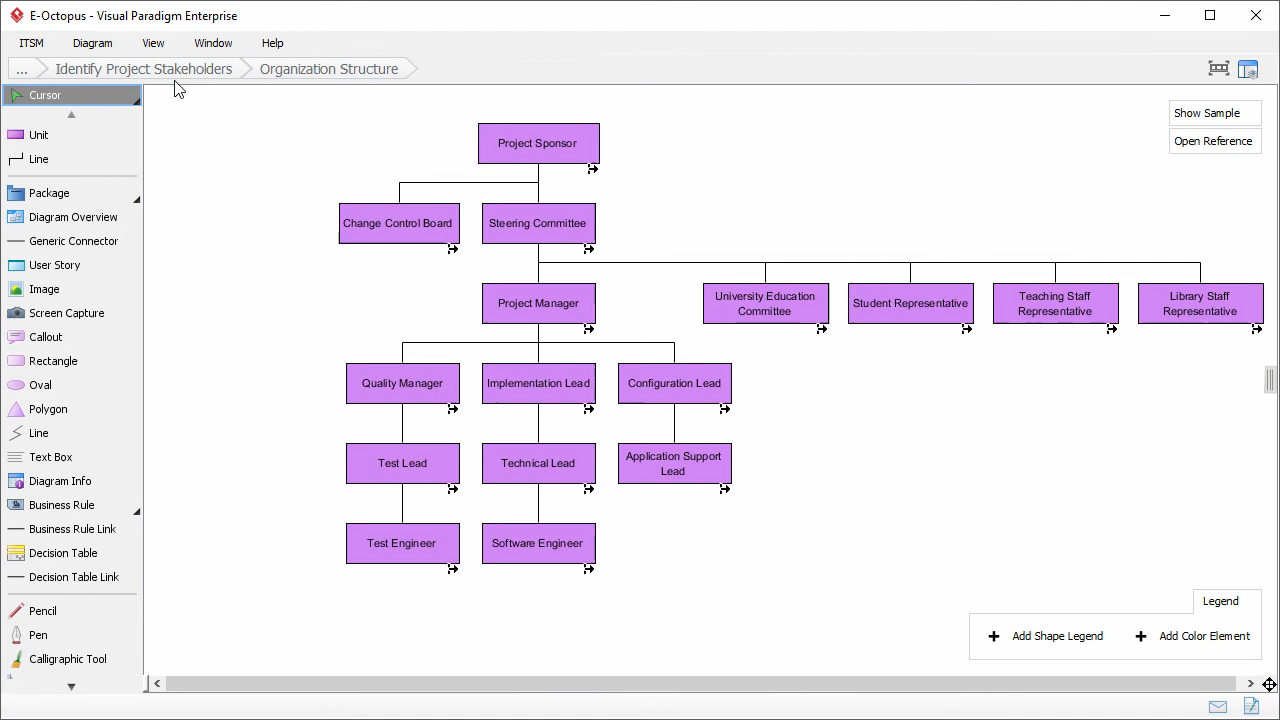 E-Octopus - Visual Paradigm Enterprise
ITSM Diagram View Window Help
... Identify Project Stakeholders Organization Structure
Cursor
Unit
Line
Package
Diagram Overview
Generic Connector
User Story
Image
Screen Capture
Callout
Rectangle
Oval
Polygon
Line
Text Box
Diagram Info
Business Rule
Business Rule Link
Decision Table
Decision Table Link
Pencil
Pen
Calligraphic Tool
Show Sample
Open Reference
Project Sponsor
Change Control Board
Steering Committee
Project Manager
University Education
Committee
Student Representative
Teaching Staff
Representative
Library Staff
Representative
Quality Manager
Implementation Lead
Configuration Lead
Test Lead
Technical Lead
Application Support
Lead
Test Engineer
Software Engineer
Legend
Add Shape Legend
Add Color Element